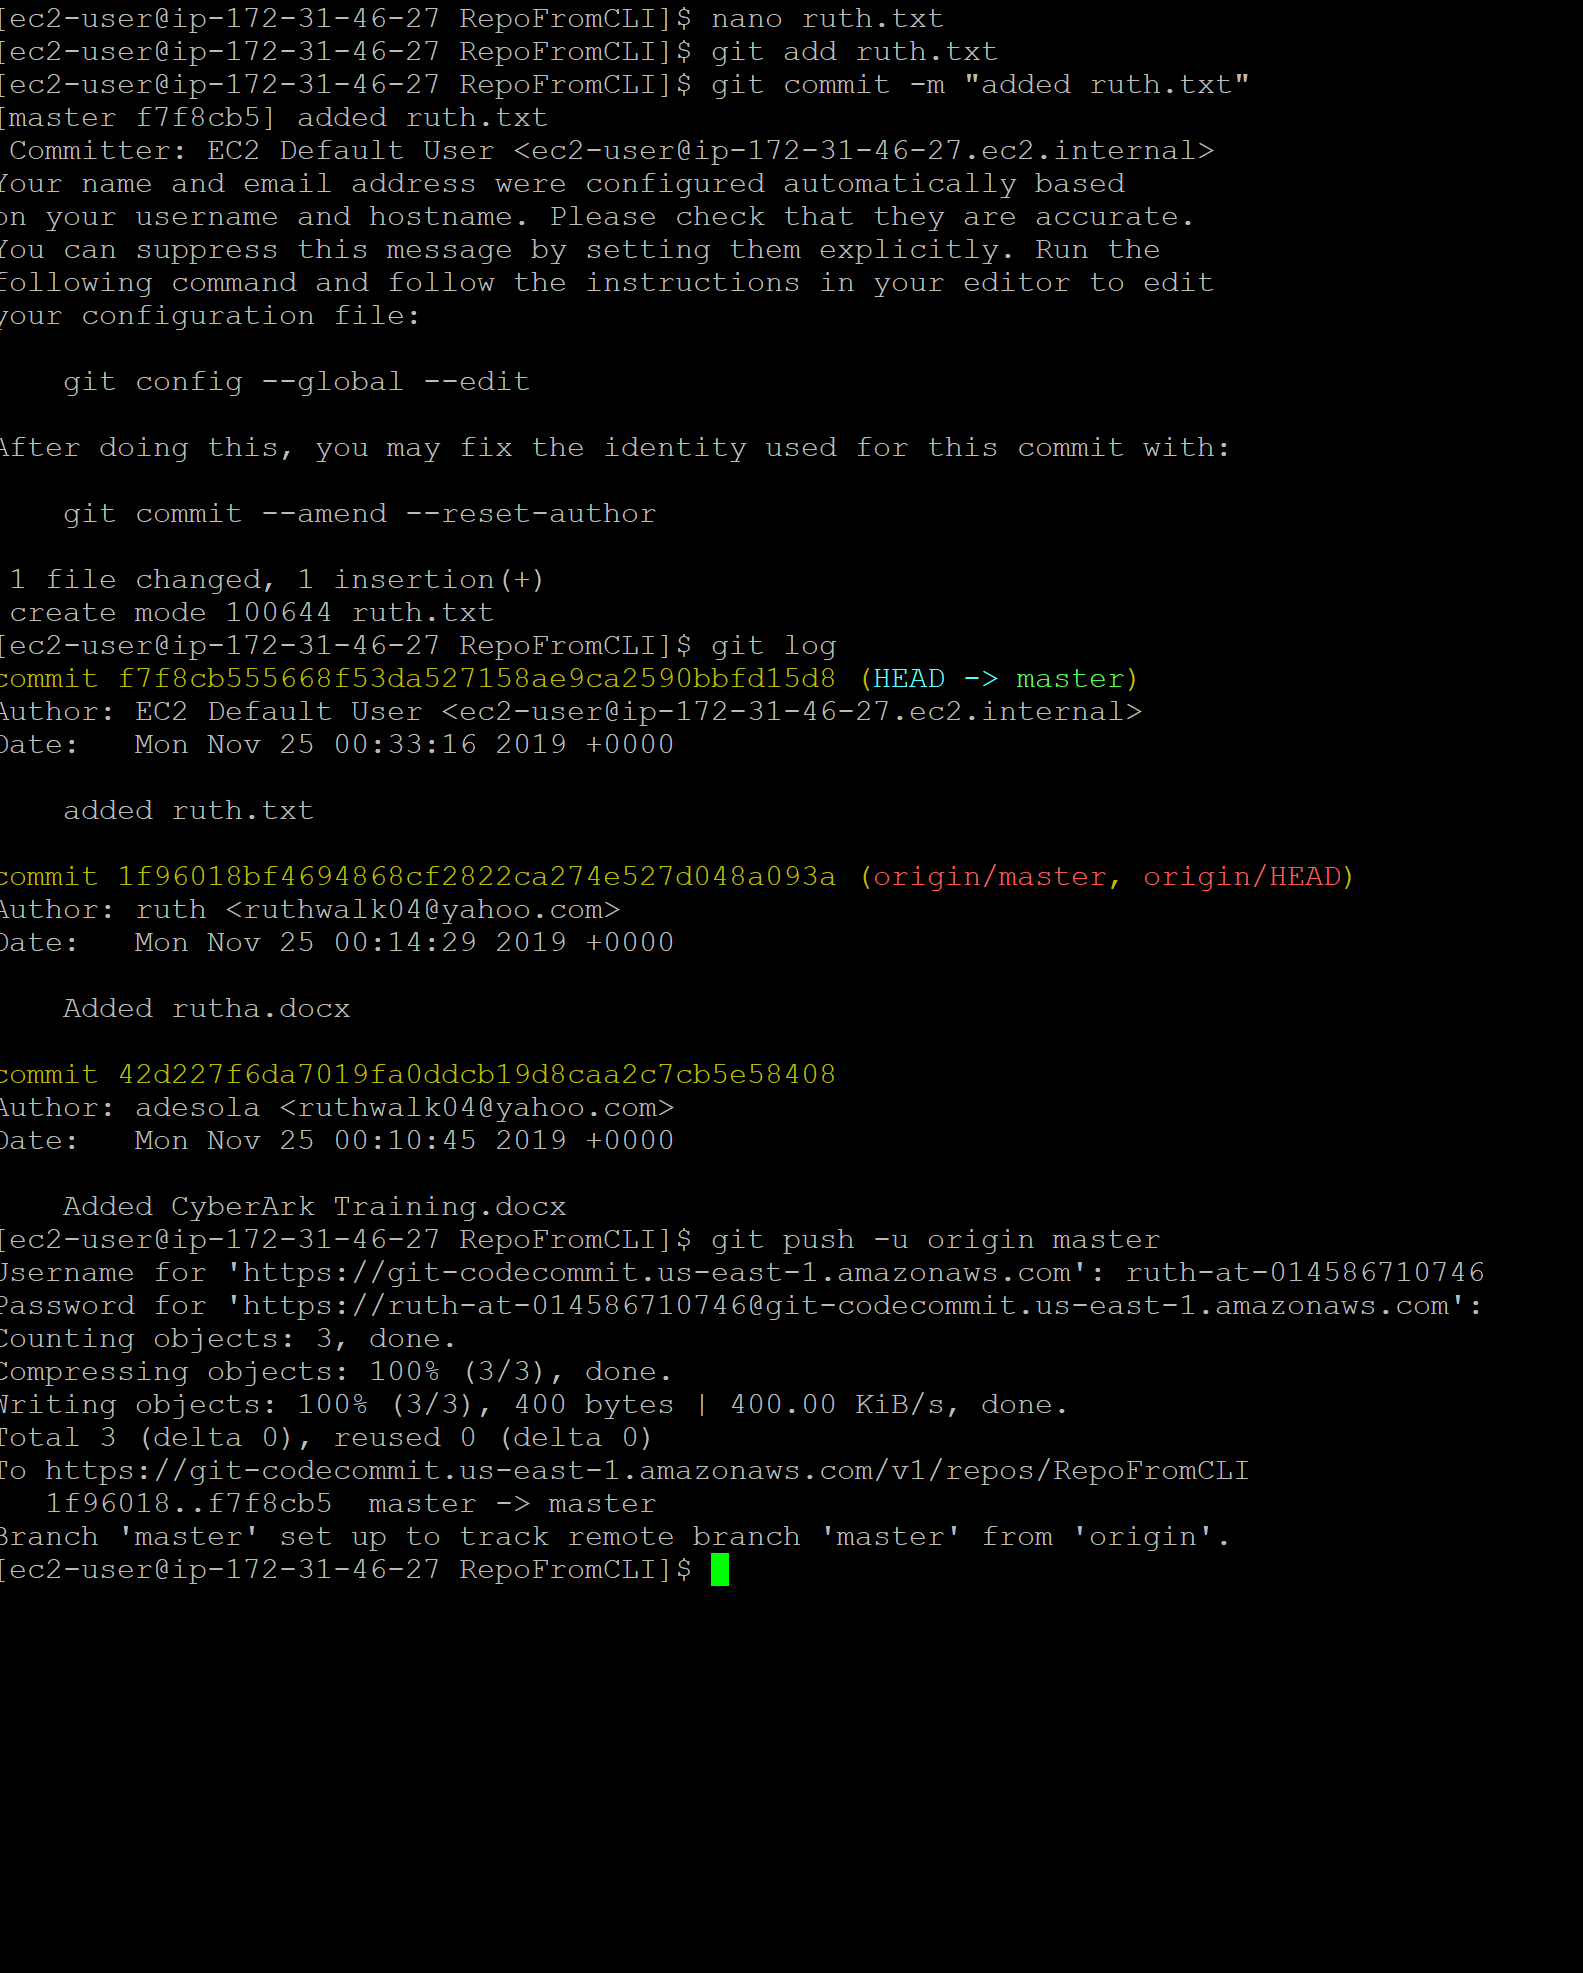 [ec2-user@ip-172-31-46-27 RepoFromCLI]$ nano ruth.txt
[ec2-user@ip-172-31-46-27 RepoFromCLI]$ git add ruth.txt
[ec2-user@ip-172-31-46-27 RepoFromCLI]$ git commit -m "added ruth.txt"
[master f7f8cb5] added ruth.txt
 Committer: EC2 Default User <ec2-user@ip-172-31-46-27.ec2.internal>
Your name and email address were configured automatically based
on your username and hostname. Please check that they are accurate.
You can suppress this message by setting them explicitly. Run the
following command and follow the instructions in your editor to edit
your configuration file:

    git config --global --edit

After doing this, you may fix the identity used for this commit with:

    git commit --amend --reset-author

 1 file changed, 1 insertion(+)
 create mode 100644 ruth.txt
[ec2-user@ip-172-31-46-27 RepoFromCLI]$ git log
commit f7f8cb555668f53da527158ae9ca2590bbfd15d8 (HEAD -> master)
Author: EC2 Default User <ec2-user@ip-172-31-46-27.ec2.internal>
Date:   Mon Nov 25 00:33:16 2019 +0000

    added ruth.txt

commit 1f96018bf4694868cf2822ca274e527d048a093a (origin/master, origin/HEAD)
Author: ruth <ruthwalk04@yahoo.com>
Date:   Mon Nov 25 00:14:29 2019 +0000

    Added rutha.docx

commit 42d227f6da7019fa0ddcb19d8caa2c7cb5e58408
Author: adesola <ruthwalk04@yahoo.com>
Date:   Mon Nov 25 00:10:45 2019 +0000

    Added CyberArk Training.docx
[ec2-user@ip-172-31-46-27 RepoFromCLI]$ git push -u origin master
Username for 'https://git-codecommit.us-east-1.amazonaws.com': ruth-at-014586710746
Password for 'https://ruth-at-014586710746@git-codecommit.us-east-1.amazonaws.com':
Counting objects: 3, done.
Compressing objects: 100% (3/3), done.
Writing objects: 100% (3/3), 400 bytes | 400.00 KiB/s, done.
Total 3 (delta 0), reused 0 (delta 0)
To https://git-codecommit.us-east-1.amazonaws.com/v1/repos/RepoFromCLI
   1f96018..f7f8cb5  master -> master
Branch 'master' set up to track remote branch 'master' from 'origin'.
[ec2-user@ip-172-31-46-27 RepoFromCLI]$